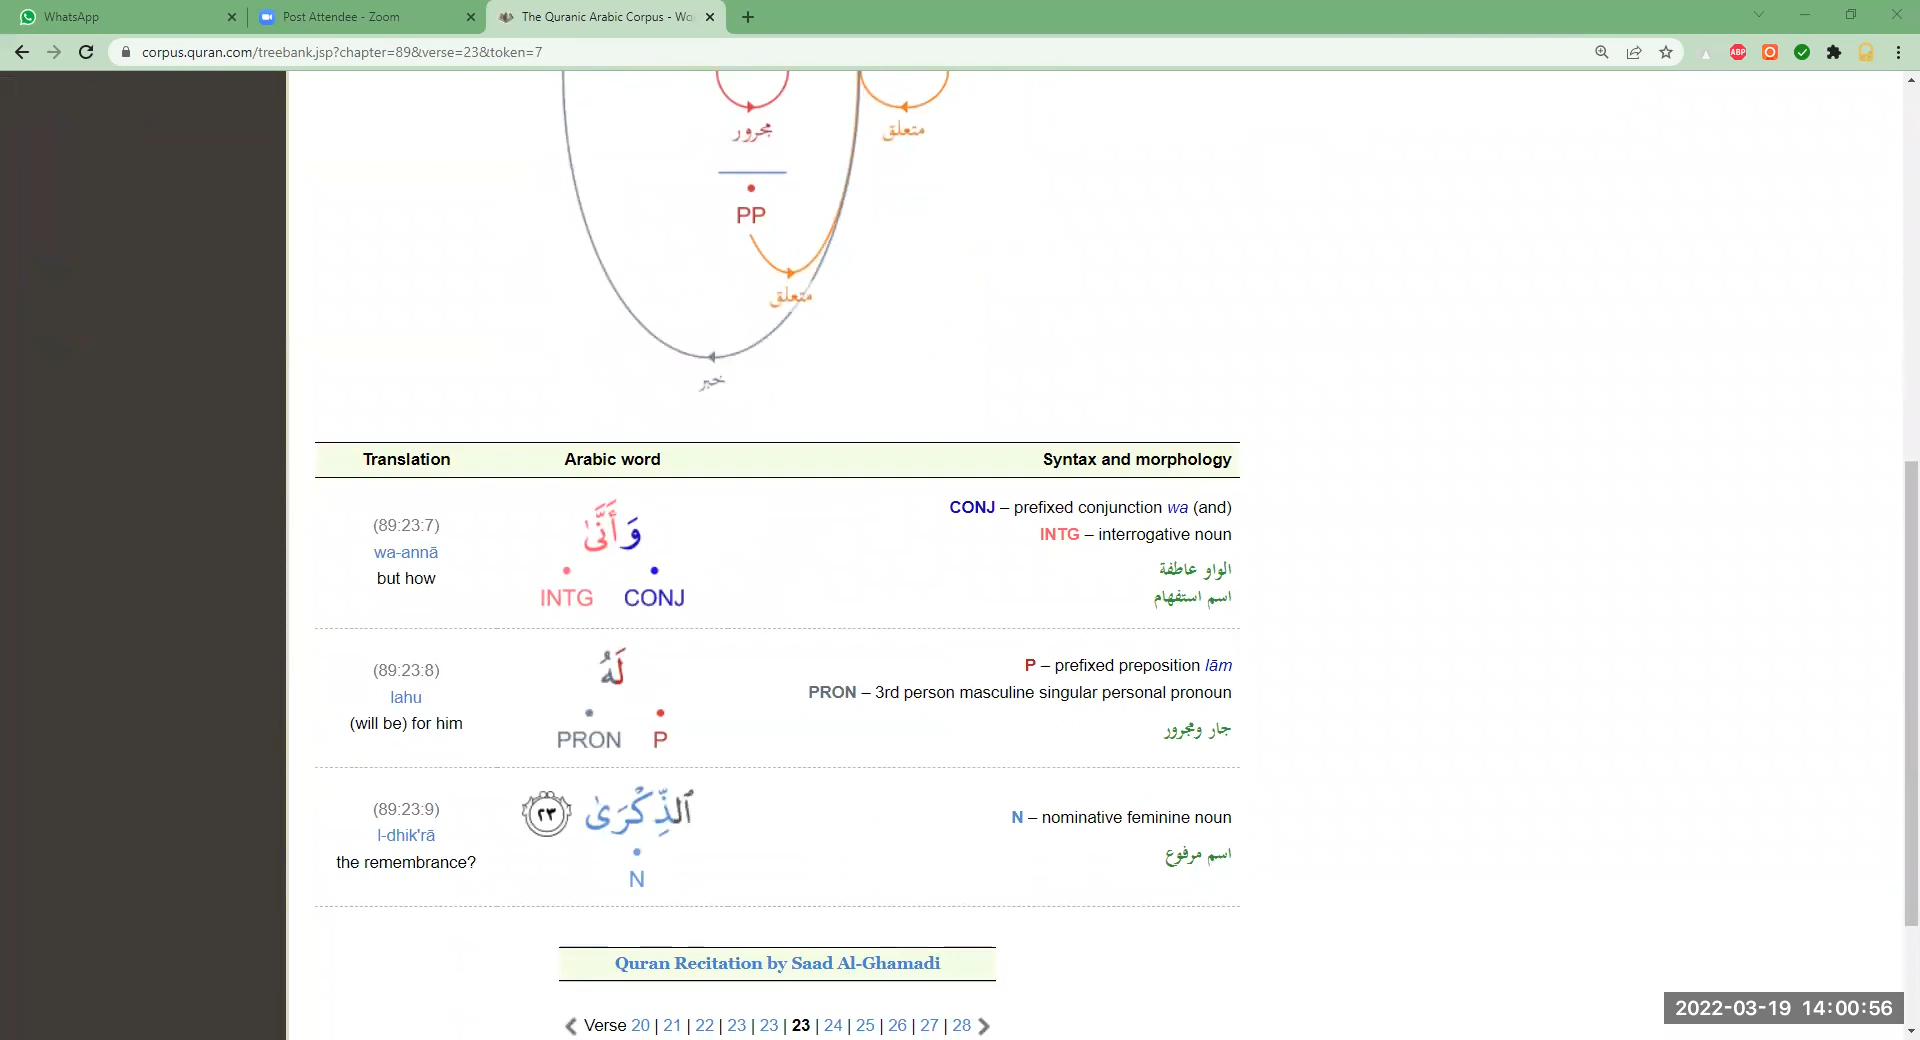 WhatsApp
Post Attendee - Zoom
The Quranic Arabic Corpus - Wo
corpus.quran.com/treebank.jsp?chapter=89&verse=23&token=7
ABP
مجرور
متعلق
PP
متعلق
خبر
Translation Arabic word Syntax and morphology
(89:23:7)
wa-annā
but how
وَأَنَّىٰ
INTG CONJ
CONJ – prefixed conjunction wa (and)
INTG – interrogative noun
الواو عاطفة
اسم استفهام
(89:23:8)
lahu
(will be) for him
لَهُ
PRON P
P – prefixed preposition lām
PRON – 3rd person masculine singular personal pronoun
جار ومجرور
(89:23:9)
l-dhik'rā
the remembrance?
ٱلذِّكْرَىٰ ٢٣
N
N – nominative feminine noun
اسم مرفوع
Quran Recitation by Saad Al-Ghamadi
Verse 20 | 21 | 22 | 23 | 23 | 23 | 24 | 25 | 26 | 27 | 28
2022-03-19 14:00:56